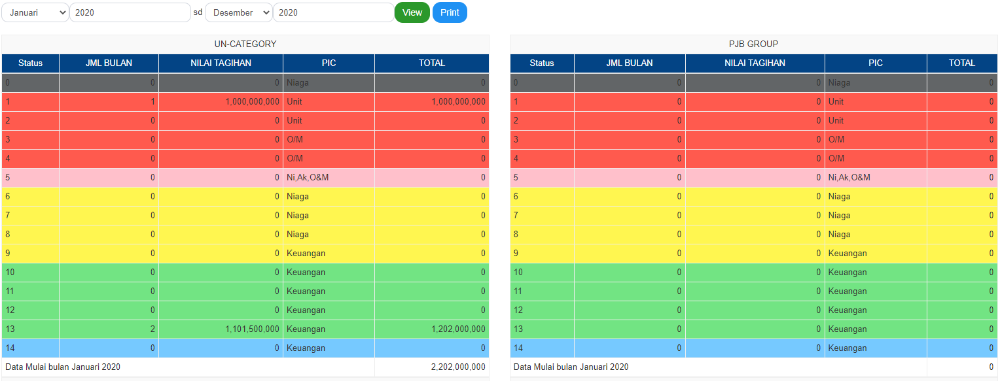 Januari 2020 sd Desember 2020 View Print
UN-CATEGORY
Status JML BULAN NILAI TAGIHAN PIC TOTAL
0 0 0 Niaga 0
1 1 1,000,000,000 Unit 1,000,000,000
2 0 0 Unit 0
3 0 0 O/M 0
4 0 0 O/M 0
5 0 0 Ni,Ak,O&M 0
6 0 0 Niaga 0
7 0 0 Niaga 0
8 0 0 Niaga 0
9 0 0 Keuangan 0
10 0 0 Keuangan 0
11 0 0 Keuangan 0
12 0 0 Keuangan 0
13 2 1,101,500,000 Keuangan 1,202,000,000
14 0 0 Keuangan 0
Data Mulai bulan Januari 2020 2,202,000,000
PJB GROUP
Status JML BULAN NILAI TAGIHAN PIC TOTAL
0 0 0 Niaga 0
1 0 0 Unit 0
2 0 0 Unit 0
3 0 0 O/M 0
4 0 0 O/M 0
5 0 0 Ni,Ak,O&M 0
6 0 0 Niaga 0
7 0 0 Niaga 0
8 0 0 Niaga 0
9 0 0 Keuangan 0
10 0 0 Keuangan 0
11 0 0 Keuangan 0
12 0 0 Keuangan 0
13 0 0 Keuangan 0
14 0 0 Keuangan 0
Data Mulai bulan Januari 2020 0